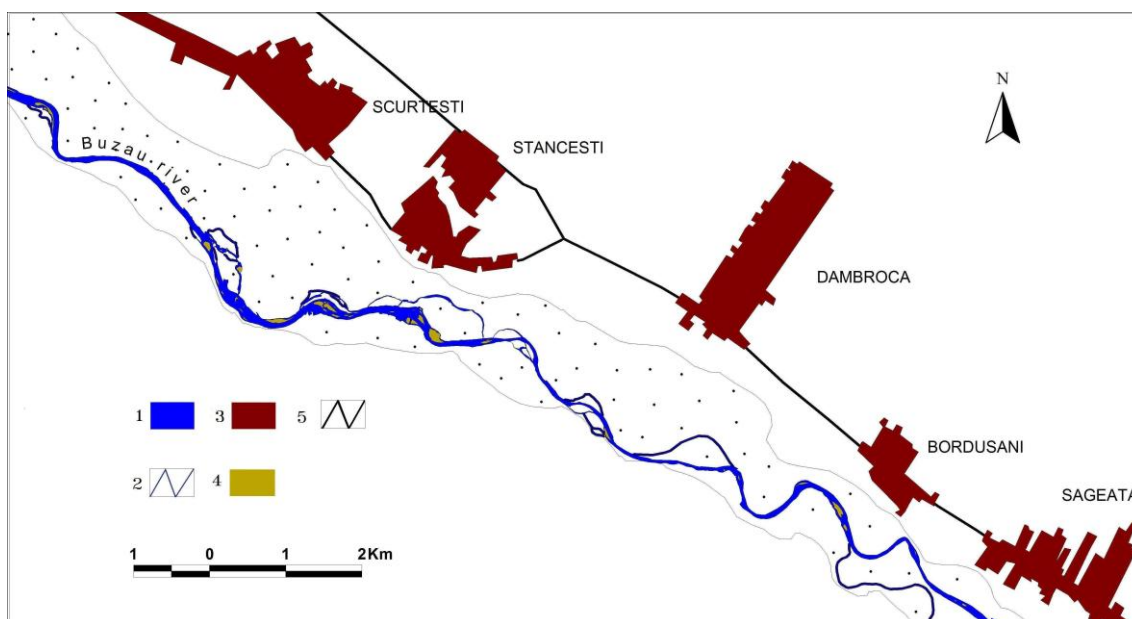 SCURTESTI
N
STANCESTI
Buzau river
DAMBROCA
1 3 5
BORDUSANI
2 4
SAGEATA
1 0 1 2Km